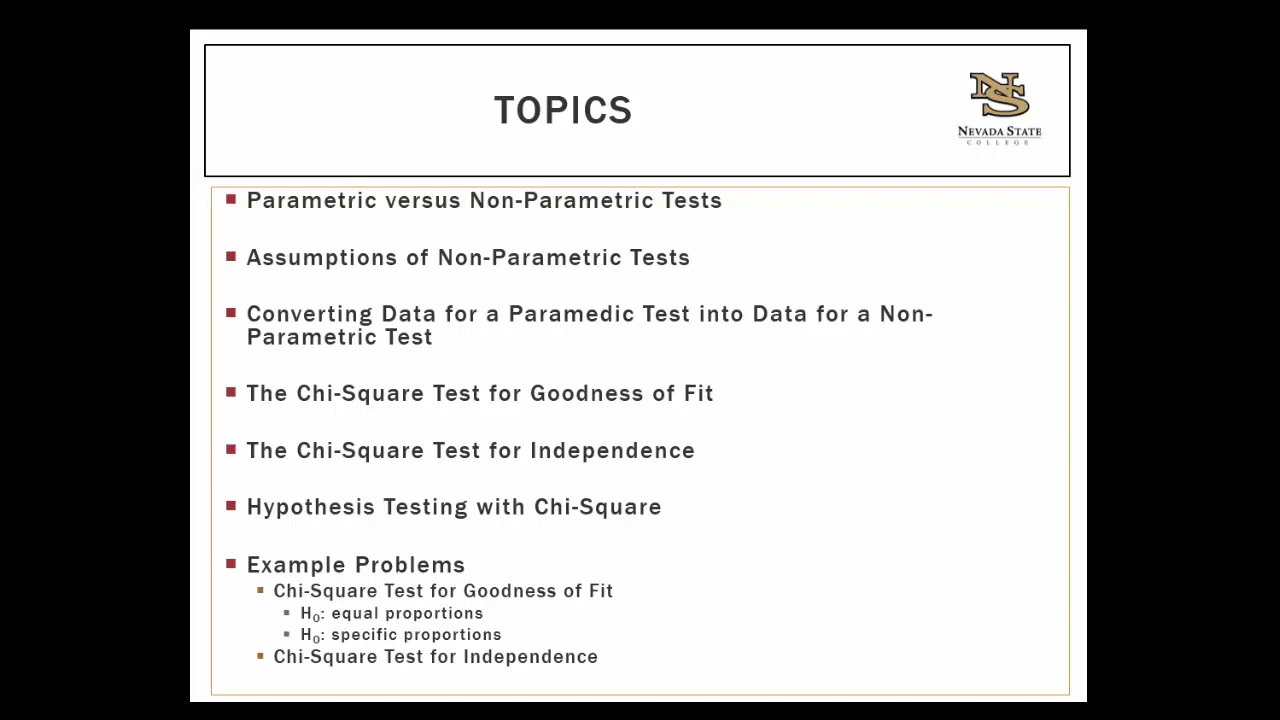 TOPICS
NS
NEVADA STATE
COLLEGE
Parametric versus Non-Parametric Tests
Assumptions of Non-Parametric Tests
Converting Data for a Paramedic Test into Data for a Non-
Parametric Test
The Chi-Square Test for Goodness of Fit
The Chi-Square Test for Independence
Hypothesis Testing with Chi-Square
Example Problems
Chi-Square Test for Goodness of Fit
H₀: equal proportions
H₀: specific proportions
Chi-Square Test for Independence